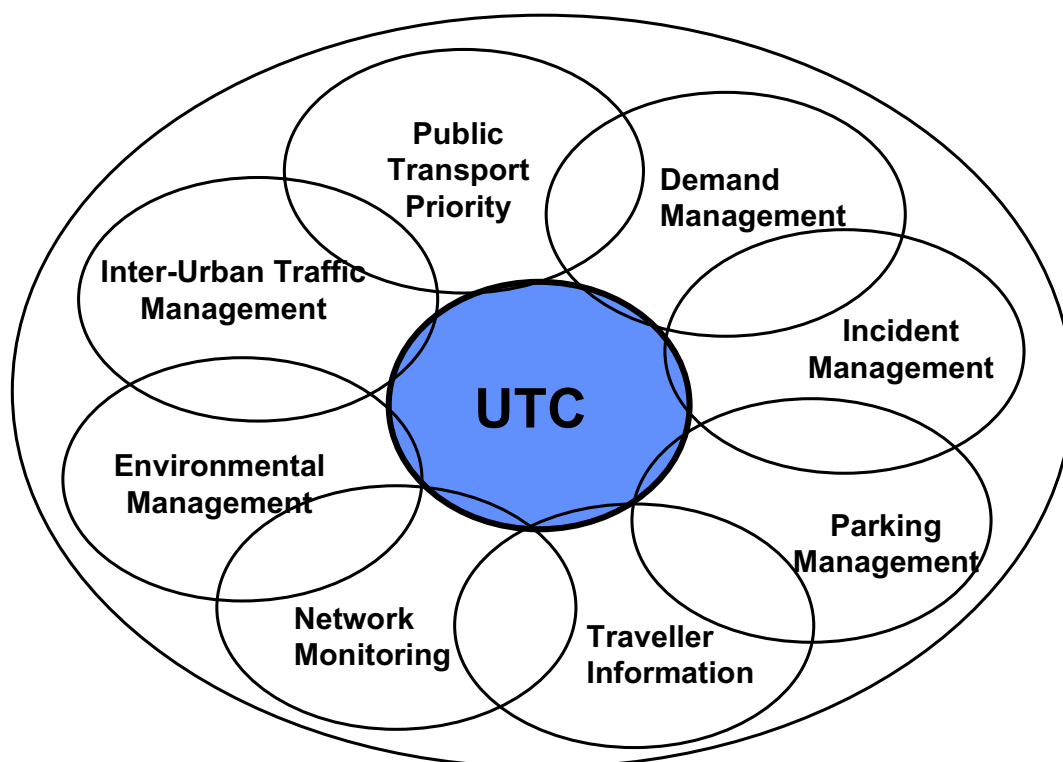 Public
Transport
Priority
Demand
Management
Inter-Urban Traffic
Management
Incident
Management
UTC
Environmental
Management
Parking
Management
Network
Monitoring
Traveller
Information